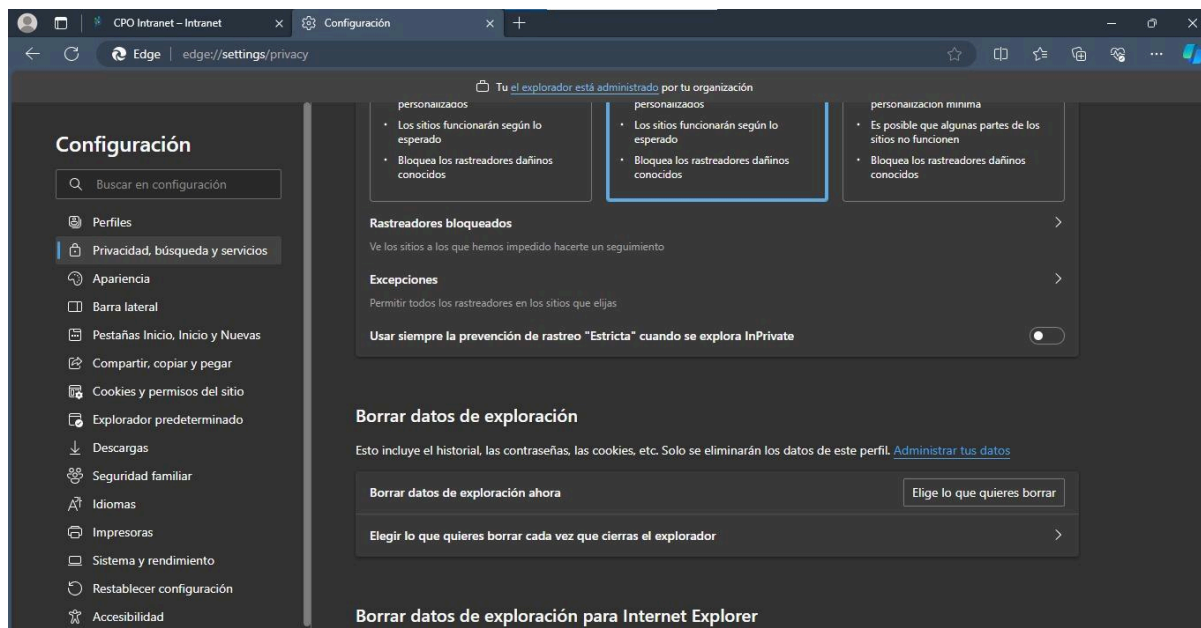 CPO Intranet – Intranet
Configuración
Edge
edge://settings/privacy
Tu el explorador está administrado por tu organización
Configuración
Buscar en configuración
Perfiles
Privacidad, búsqueda y servicios
Apariencia
Barra lateral
Pestañas Inicio, Inicio y Nuevas
Compartir, copiar y pegar
Cookies y permisos del sitio
Explorador predeterminado
Descargas
Seguridad familiar
Idiomas
Impresoras
Sistema y rendimiento
Restablecer configuración
Accesibilidad
personalizados
• Los sitios funcionarán según lo
esperado
• Bloquea los rastreadores dañinos
conocidos
personalizados
• Los sitios funcionarán según lo
esperado
• Bloquea los rastreadores dañinos
conocidos
personalización mínima
• Es posible que algunas partes de los
sitios no funcionen
• Bloquea los rastreadores dañinos
conocidos
Rastreadores bloqueados
Ve los sitios a los que hemos impedido hacerte un seguimiento
Excepciones
Permitir todos los rastreadores en los sitios que elijas
Usar siempre la prevención de rastreo "Estricta" cuando se explora InPrivate
Borrar datos de exploración
Esto incluye el historial, las contraseñas, las cookies, etc. Solo se eliminarán los datos de este perfil. Administrar tus datos
Borrar datos de exploración ahora
Elige lo que quieres borrar
Elegir lo que quieres borrar cada vez que cierras el explorador
Borrar datos de exploración para Internet Explorer